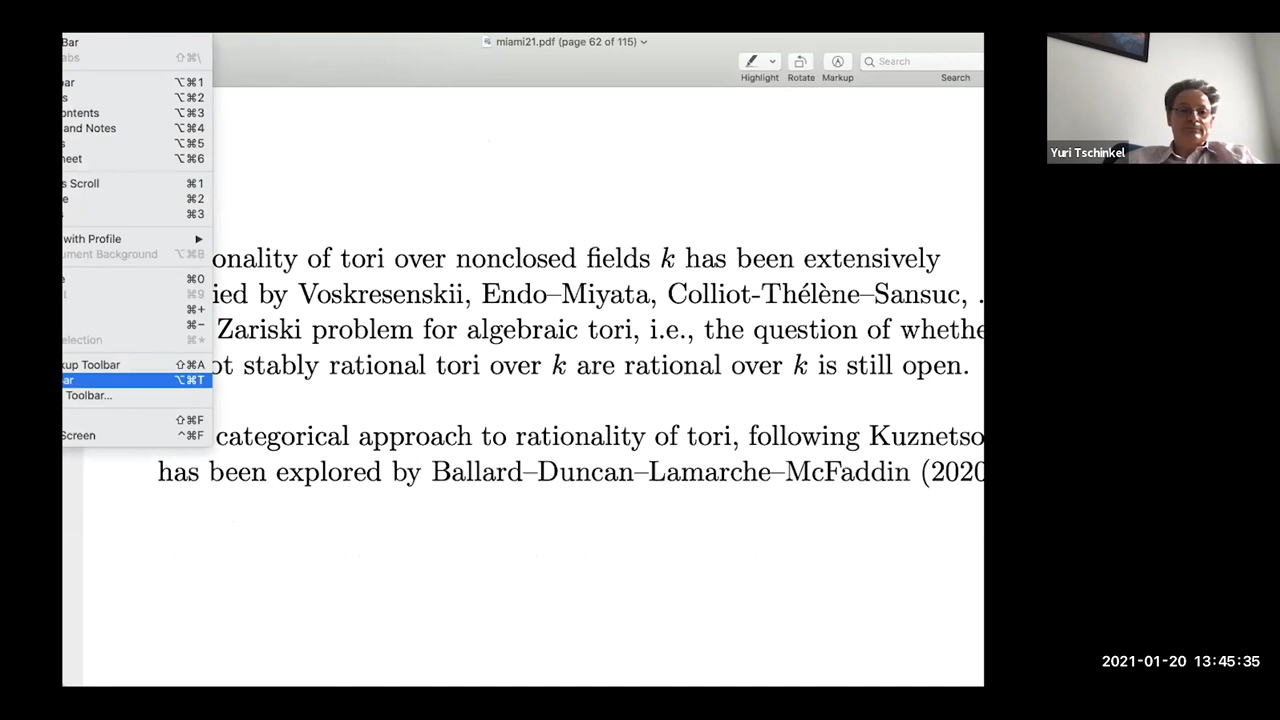 Bar
miami21.pdf (page 62 of 115)
⇧⌘\
Highlight
Rotate
Markup
Search
Search
⌥⌘1
⌥⌘2
ontents ⌥⌘3
and Notes ⌥⌘4
⌥⌘5
heet ⌥⌘6
s Scroll ⌘1
⌘2
⌘3
with Profile
ument Background ⌥⌘B
⌘0
⌘9
⌘+
⌘−
election ⌘*
kup Toolbar ⇧⌘A
ar ⌥⌘T
Toolbar...
⇧⌘F
Screen ^⌘F
onality of tori over nonclosed fields k has been extensively
ied by Voskresenskii, Endo–Miyata, Colliot-Thélène–Sansuc, .
Zariski problem for algebraic tori, i.e., the question of whethe
ot stably rational tori over k are rational over k is still open.
categorical approach to rationality of tori, following Kuznetso
has been explored by Ballard–Duncan–Lamarche–McFaddin (2020
Yuri Tschinkel
2021-01-20 13:45:35